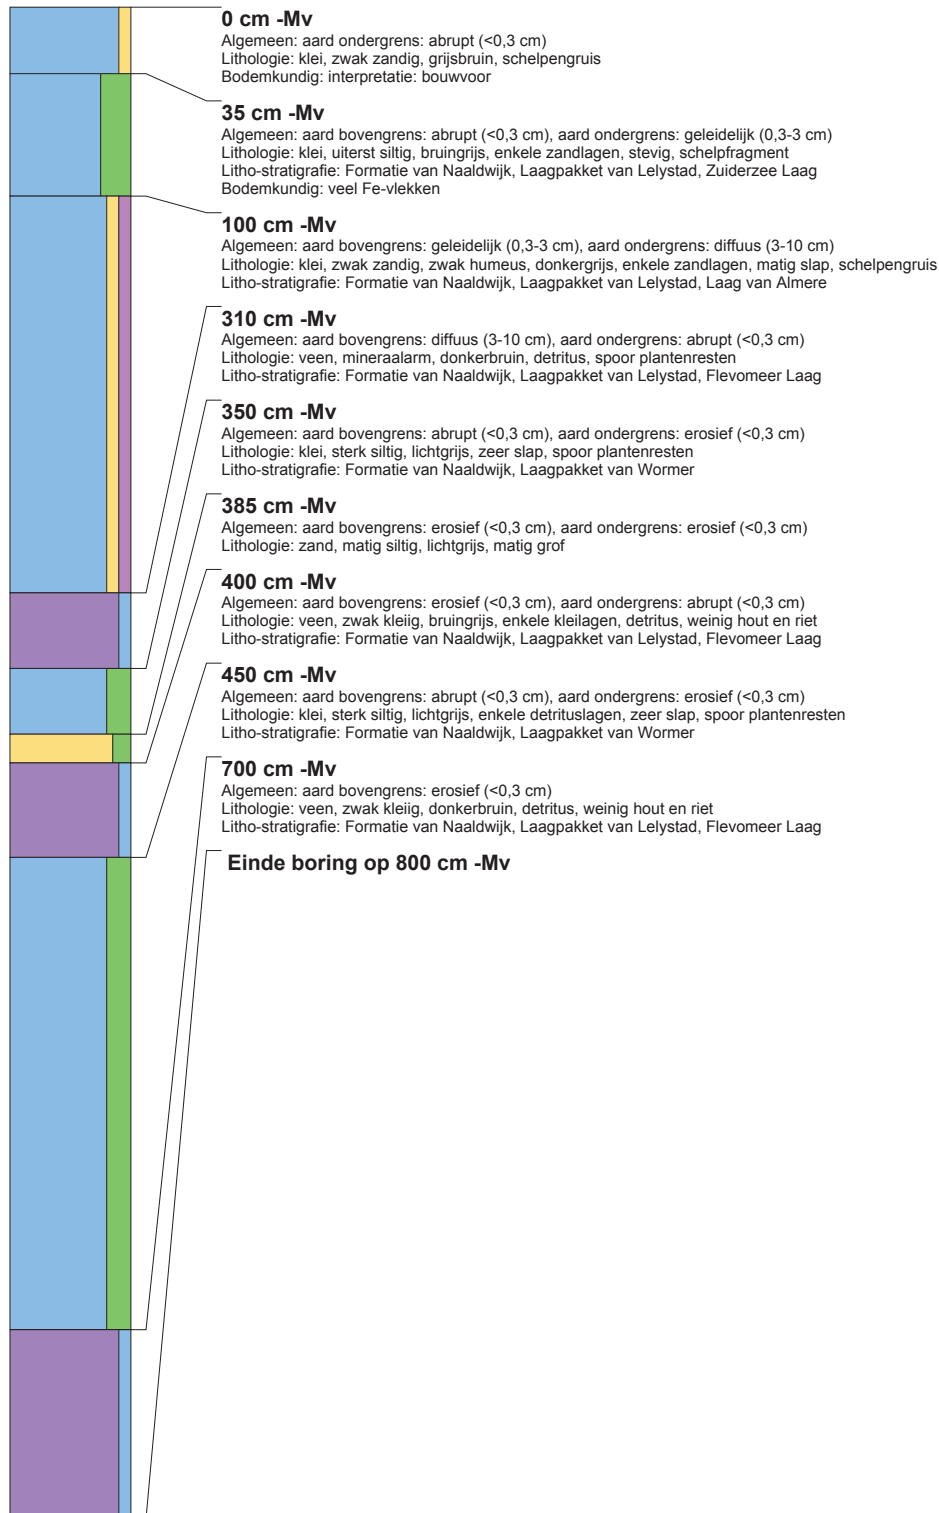 0 cm -Mv
Algemeen: aard ondergrens: abrupt (<0,3 cm)
Lithologie: klei, zwak zandig, grijsbruin, schelpengruis
Bodemkundig: interpretatie: bouwvoor
35 cm -Mv
Algemeen: aard bovengrens: abrupt (<0,3 cm), aard ondergrens: geleidelijk (0,3-3 cm)
Lithologie: klei, uiterst siltig, bruingrijs, enkele zandlagen, stevig, schelpfragment
Litho-stratigrafie: Formatie van Naaldwijk, Laagpakket van Lelystad, Zuiderzee Laag
Bodemkundig: veel Fe-vlekken
100 cm -Mv
Algemeen: aard bovengrens: geleidelijk (0,3-3 cm), aard ondergrens: diffuus (3-10 cm)
Lithologie: klei, zwak zandig, zwak humeus, donkergrijs, enkele zandlagen, matig slap, schelpengruis
Litho-stratigrafie: Formatie van Naaldwijk, Laagpakket van Lelystad, Laag van Almere
310 cm -Mv
Algemeen: aard bovengrens: diffuus (3-10 cm), aard ondergrens: abrupt (<0,3 cm)
Lithologie: veen, mineraalarm, donkerbruin, detritus, spoor plantenresten
Litho-stratigrafie: Formatie van Naaldwijk, Laagpakket van Lelystad, Flevomeer Laag
350 cm -Mv
Algemeen: aard bovengrens: abrupt (<0,3 cm), aard ondergrens: erosief (<0,3 cm)
Lithologie: klei, sterk siltig, lichtgrijs, zeer slap, spoor plantenresten
Litho-stratigrafie: Formatie van Naaldwijk, Laagpakket van Wormer
385 cm -Mv
Algemeen: aard bovengrens: erosief (<0,3 cm), aard ondergrens: erosief (<0,3 cm)
Lithologie: zand, matig siltig, lichtgrijs, matig grof
400 cm -Mv
Algemeen: aard bovengrens: erosief (<0,3 cm), aard ondergrens: abrupt (<0,3 cm)
Lithologie: veen, zwak kleiig, bruingrijs, enkele kleilagen, detritus, weinig hout en riet
Litho-stratigrafie: Formatie van Naaldwijk, Laagpakket van Lelystad, Flevomeer Laag
450 cm -Mv
Algemeen: aard bovengrens: abrupt (<0,3 cm), aard ondergrens: erosief (<0,3 cm)
Lithologie: klei, sterk siltig, lichtgrijs, enkele detrituslagen, zeer slap, spoor plantenresten
Litho-stratigrafie: Formatie van Naaldwijk, Laagpakket van Wormer
700 cm -Mv
Algemeen: aard bovengrens: erosief (<0,3 cm)
Lithologie: veen, zwak kleiig, donkerbruin, detritus, weinig hout en riet
Litho-stratigrafie: Formatie van Naaldwijk, Laagpakket van Lelystad, Flevomeer Laag
Einde boring op 800 cm -Mv